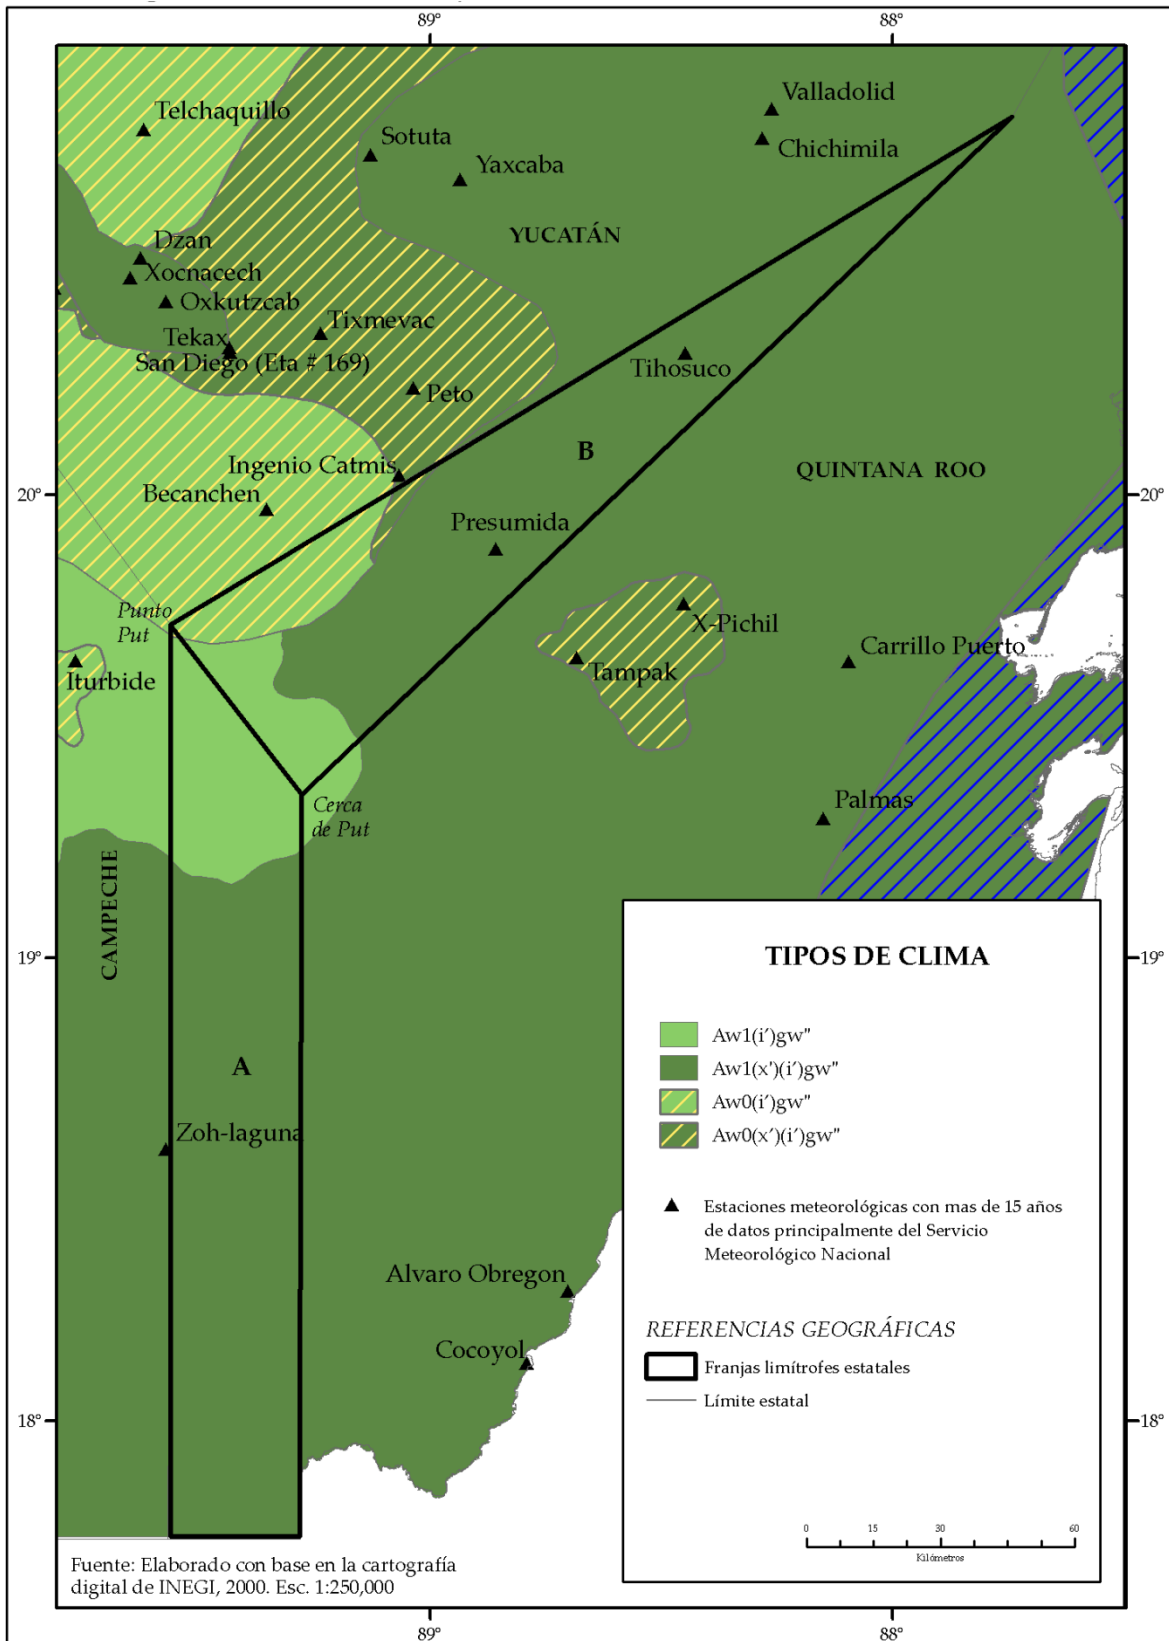 89°
88°
Telchaquillo
Valladolid
Sotuta
Chichimila
Yaxcaba
YUCATÁN
Dzan
Xocnacech
Oxkutzcab
Tixmevac
Tekax
San Diego (Eta # 169)
Tihosuco
Peto
B
Ingenio Catmis
QUINTANA ROO
Becanchen
20°
20°
Presumida
Punto
Put
X-Pichil
Carrillo Puerto
Iturbide
Tampak
Cerca
de Put
Palmas
CAMPECHE
19°
19°
TIPOS DE CLIMA
Aw1(i')gw"
Aw1(x')(i')gw"
Aw0(i')gw"
Aw0(x')(i')gw"
A
Zoh-laguna
Estaciones meteorológicas con mas de 15 años
de datos principalmente del Servicio
Meteorológico Nacional
Alvaro Obregon
Cocoyol
REFERENCIAS GEOGRÁFICAS
Franjas limítrofes estatales
Límite estatal
18°
18°
0 15 30 60
Kilómetros
Fuente: Elaborado con base en la cartografía
digital de INEGI, 2000. Esc. 1:250,000
89°
88°